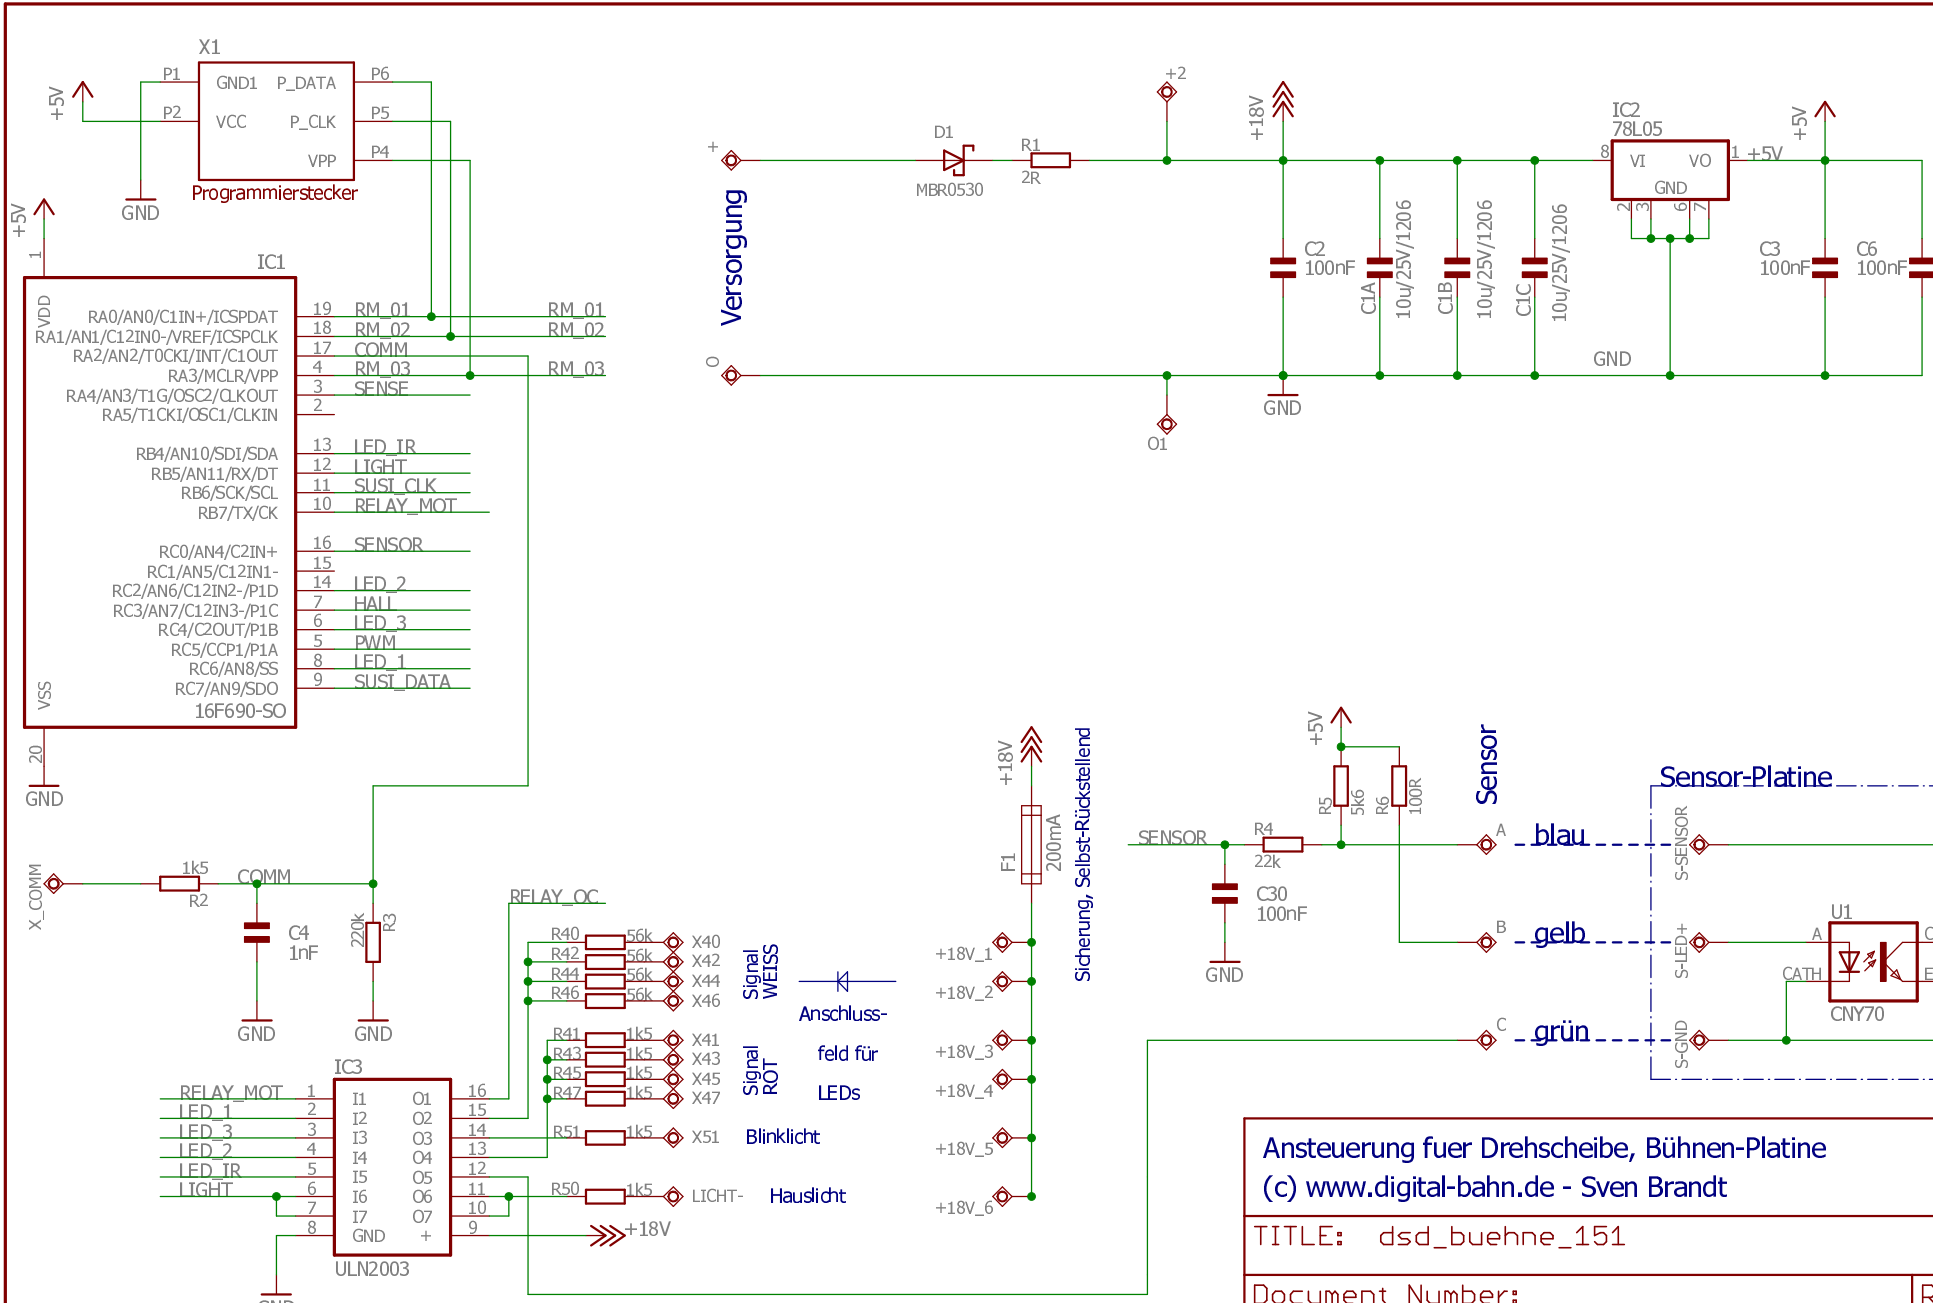 X1
P1 GND1 P_DATA P6
P2 VCC P_CLK P5
VPP P4
+5V
GND
Programmierstecker
+5V
1
IC1
VDD
RA0/AN0/C1IN+/ICSPDAT 19 RM_01 RM_01
RA1/AN1/C12IN0-/VREF/ICSPCLK 18 RM_02 RM_02
RA2/AN2/T0CKI/INT/C1OUT 17 COMM
RA3/MCLR/VPP 4 RM_03 RM_03
RA4/AN3/T1G/OSC2/CLKOUT 3 SENSE
RA5/T1CKI/OSC1/CLKIN 2
RB4/AN10/SDI/SDA 13 LED_IR
RB5/AN11/RX/DT 12 LIGHT
RB6/SCK/SCL 11 SUSI_CLK
RB7/TX/CK 10 RELAY_MOT
RC0/AN4/C2IN+ 16 SENSOR
RC1/AN5/C12IN1- 15
RC2/AN6/C12IN2-/P1D 14 LED_2
RC3/AN7/C12IN3-/P1C 7 HALL
RC4/C2OUT/P1B 6 LED_3
RC5/CCP1/P1A 5 PWM
RC6/AN8/SS 8 LED_1
RC7/AN9/SDO 9 SUSI_DATA
VSS
16F690-SO
20
GND
Versorgung
+
O
D1
MBR0530
R1
2R
+2
O1
+18V
GND
C2
100nF
C1A
10u/25V/1206
C1B
10u/25V/1206
C1C
10u/25V/1206
IC2
78L05
8 VI VO 1 +5V
GND
2 3 6 7
GND
+5V
C3
100nF
C6
100nF
X_COMM
1k5
R2
COMM
C4
1nF
GND
220k
R3
GND
RELAY_OC
R40 56k X40
R42 56k X42
R44 56k X44
R46 56k X46
Signal
WEISS
R41 1k5 X41
R43 1k5 X43
R45 1k5 X45
R47 1k5 X47
Signal
ROT
R51 1k5 X51 Blinklicht
R50 1k5 LICHT- Hauslicht
+18V
Anschluss-
feld für
LEDs
IC3
RELAY_MOT 1 I1 O1 16
LED_1 2 I2 O2 15
LED_3 3 I3 O3 14
LED_2 4 I4 O4 13
LED_IR 5 I5 O5 12
LIGHT 6 I6 O6 11
7 I7 O7 10
8 GND + 9
ULN2003
GND
+18V
F1
200mA
Sicherung, Selbst-Rückstellend
+18V_1
+18V_2
+18V_3
+18V_4
+18V_5
+18V_6
SENSOR
R4
22k
C30
100nF
GND
+5V
R5
5k6
R6
100R
Sensor
A blau
B gelb
C grün
Sensor-Platine
S-SENSOR
S-LED+
S-GND
U1
A C
CATH E
CNY70
Ansteuerung fuer Drehscheibe, Bühnen-Platine
(c) www.digital-bahn.de - Sven Brandt
TITLE: dsd_buehne_151
Document Number: